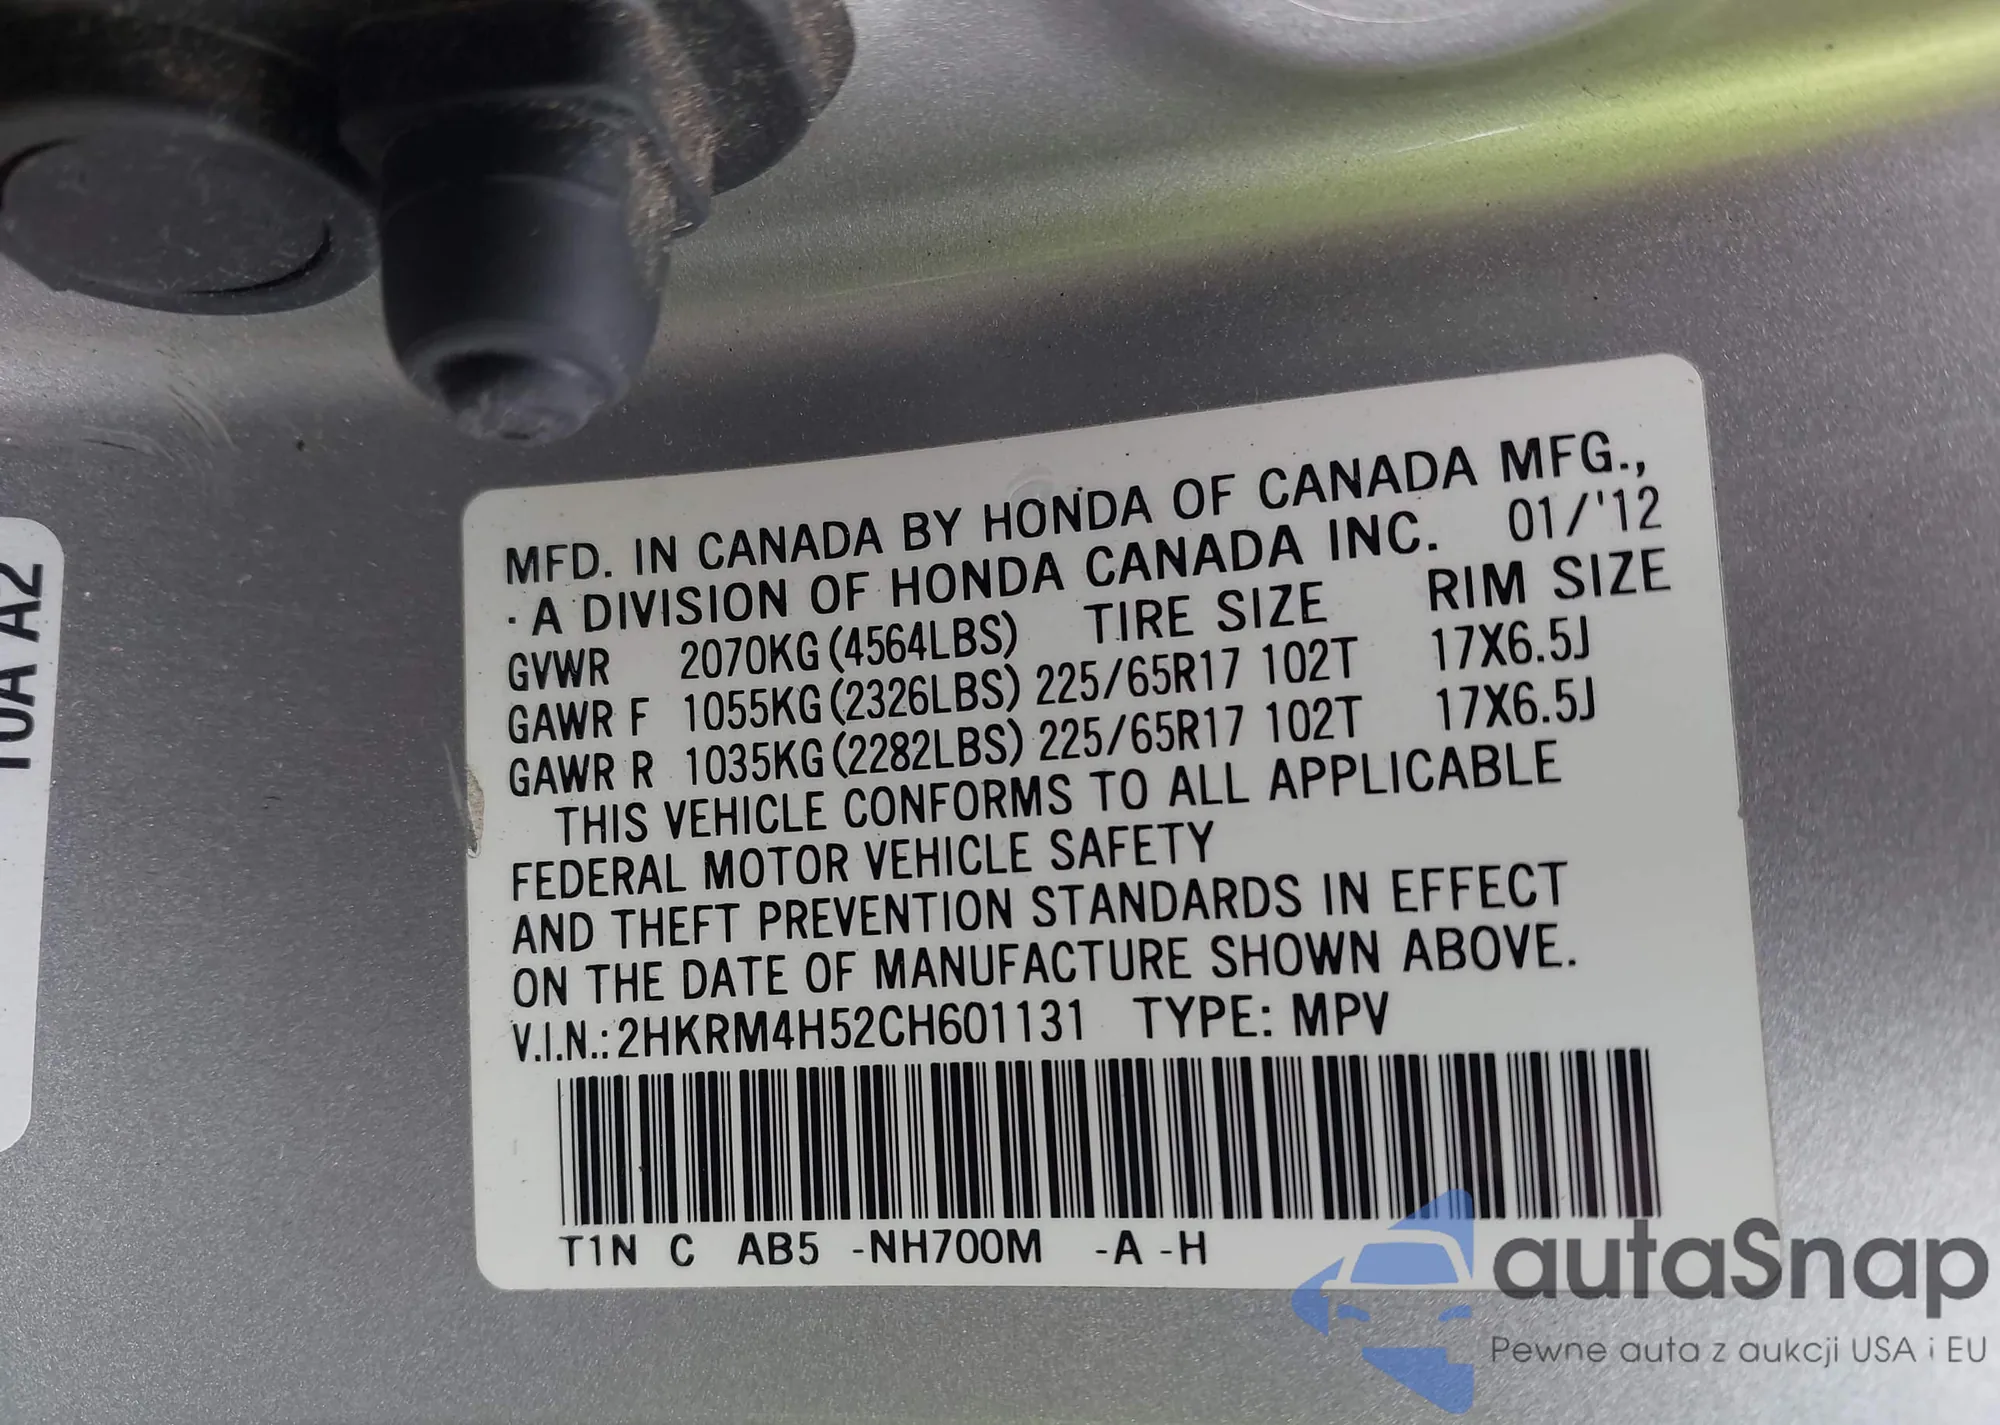 10A A2
MFD. IN CANADA BY HONDA OF CANADA MFG.,
· A DIVISION OF HONDA CANADA INC. 01/'12
GVWR 2070KG (4564LBS) TIRE SIZE RIM SIZE
GAWR F 1055KG (2326LBS) 225/65R17 102T 17X6.5J
GAWR R 1035KG (2282LBS) 225/65R17 102T 17X6.5J
THIS VEHICLE CONFORMS TO ALL APPLICABLE
FEDERAL MOTOR VEHICLE SAFETY
AND THEFT PREVENTION STANDARDS IN EFFECT
ON THE DATE OF MANUFACTURE SHOWN ABOVE.
V.I.N.: 2HKRM4H52CH601131 TYPE: MPV
T1N C AB5 -NH700M -A -H
autaSnap
Pewne auta z aukcji USA i EU